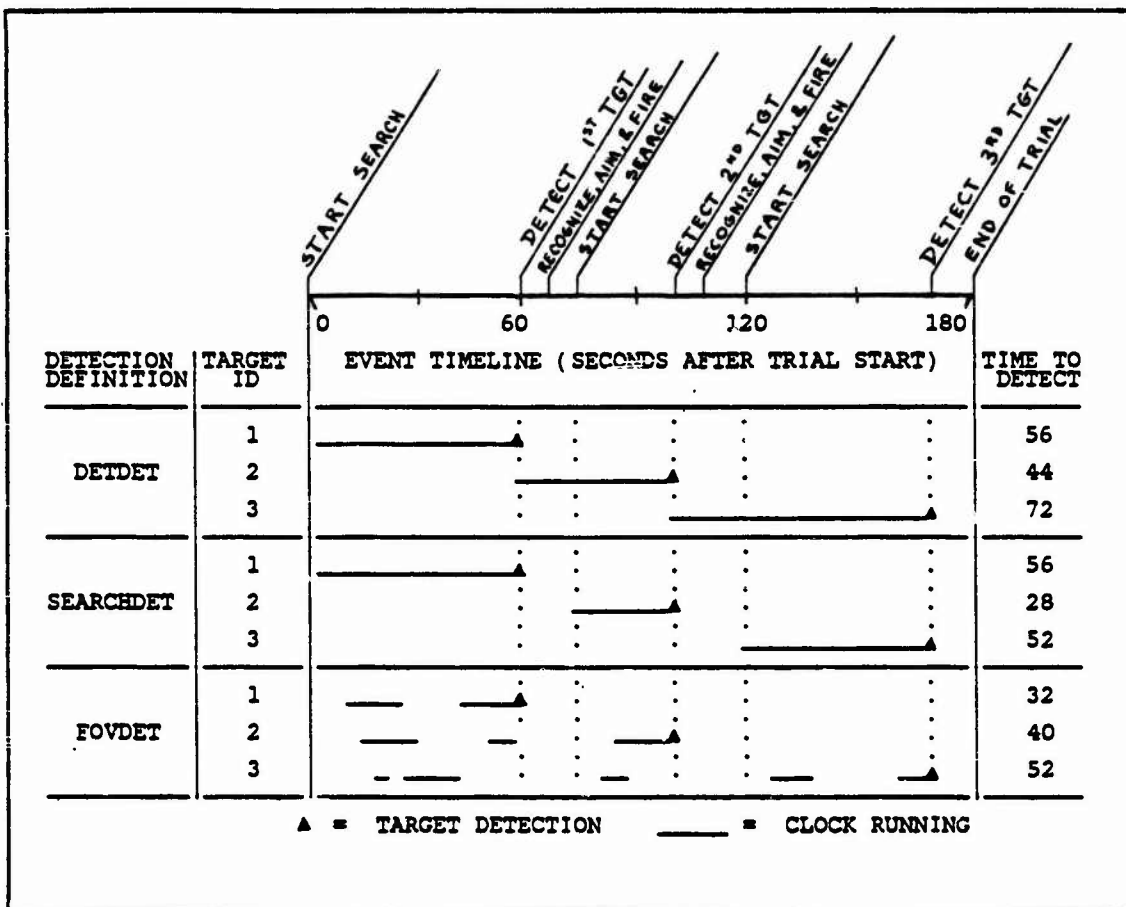 START SEARCH
DETECT 1ST TGT
RECOGNIZE, AIM, & FIRE
START SEARCH
DETECT 2ND TGT
RECOGNIZE, AIM, & FIRE
START SEARCH
DETECT 3RD TGT
END OF TRIAL
0 60 120 180
DETECTION DEFINITION TARGET ID EVENT TIMELINE (SECONDS AFTER TRIAL START) TIME TO DETECT
1 56
DETDET 2 44
3 72
1 56
SEARCHDET 2 28
3 52
1 32
FOVDET 2 40
3 52
▲ = TARGET DETECTION ____ = CLOCK RUNNING